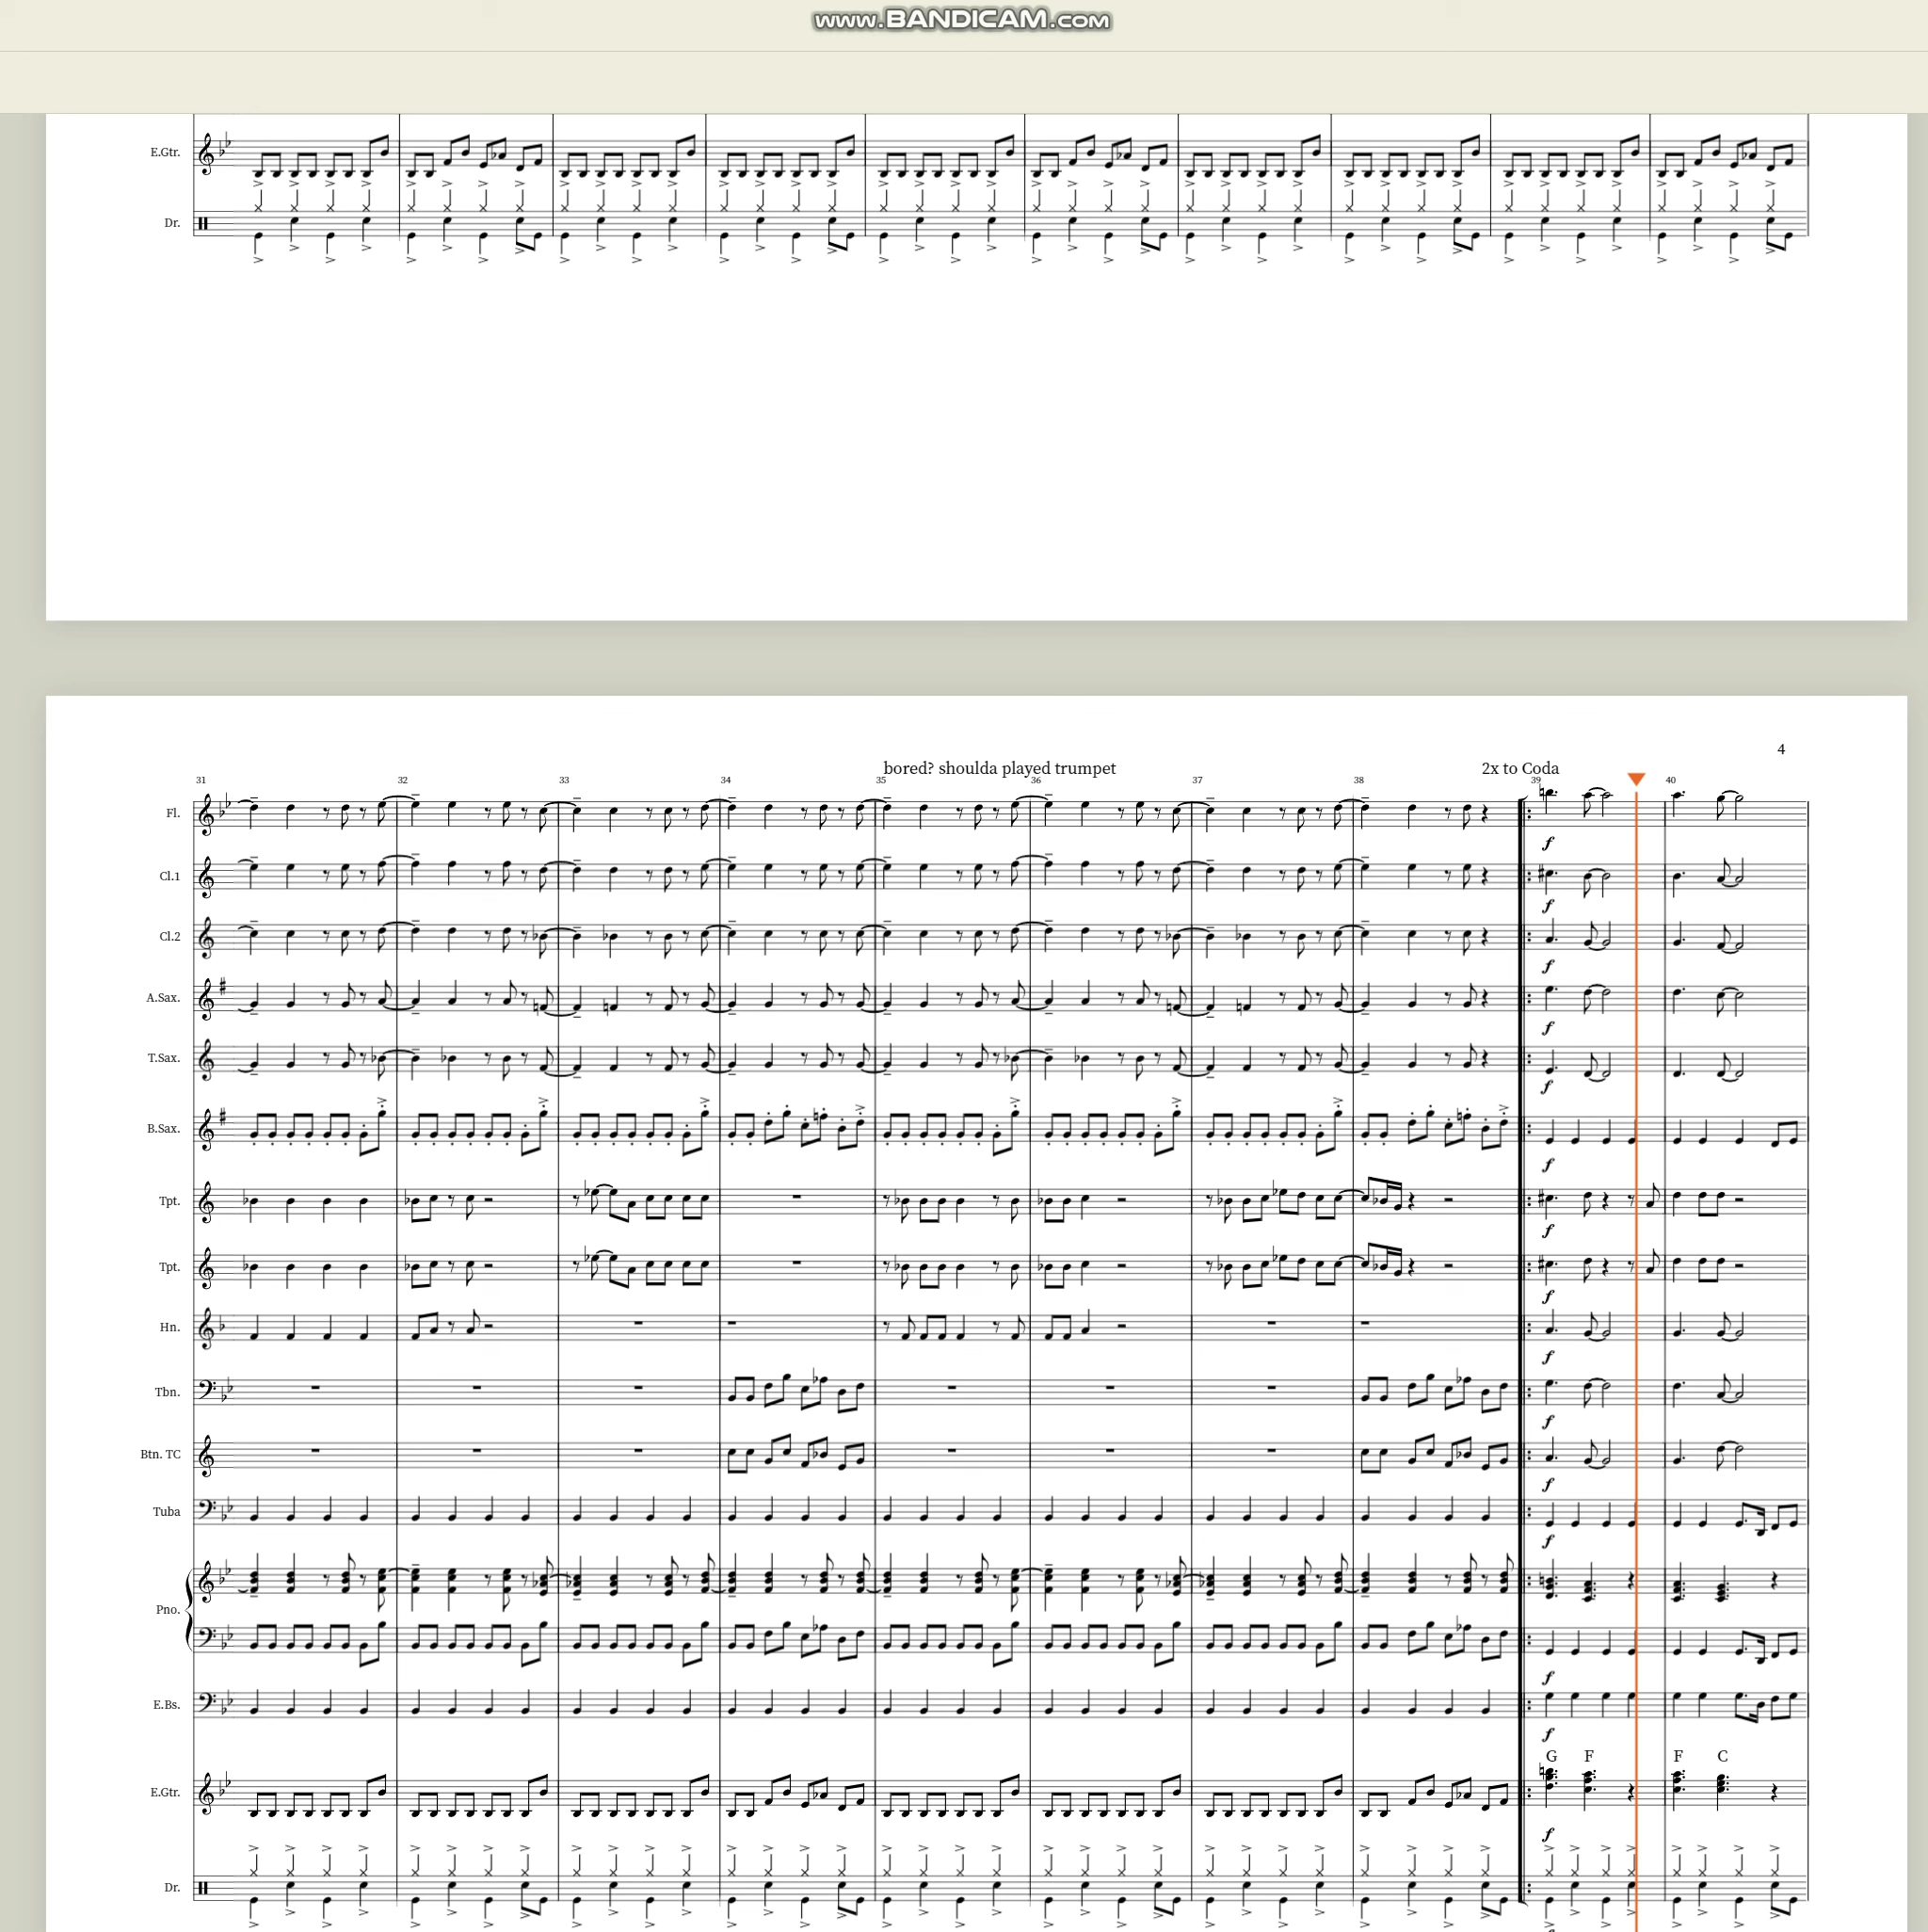 www.BANDICAM.com
E.Gtr.
Dr.
4
bored? shoulda played trumpet
2x to Coda
31 32 33 34 35 36 37 38 39 40
Fl.
f
Cl.1
f
Cl.2
f
A.Sax.
f
T.Sax.
f
B.Sax.
f
Tpt.
f
Tpt.
f
Hn.
f
Tbn.
f
Btn. TC
f
Tuba
f
Pno.
f
E.Bs.
f
G F F C
E.Gtr.
f
Dr.